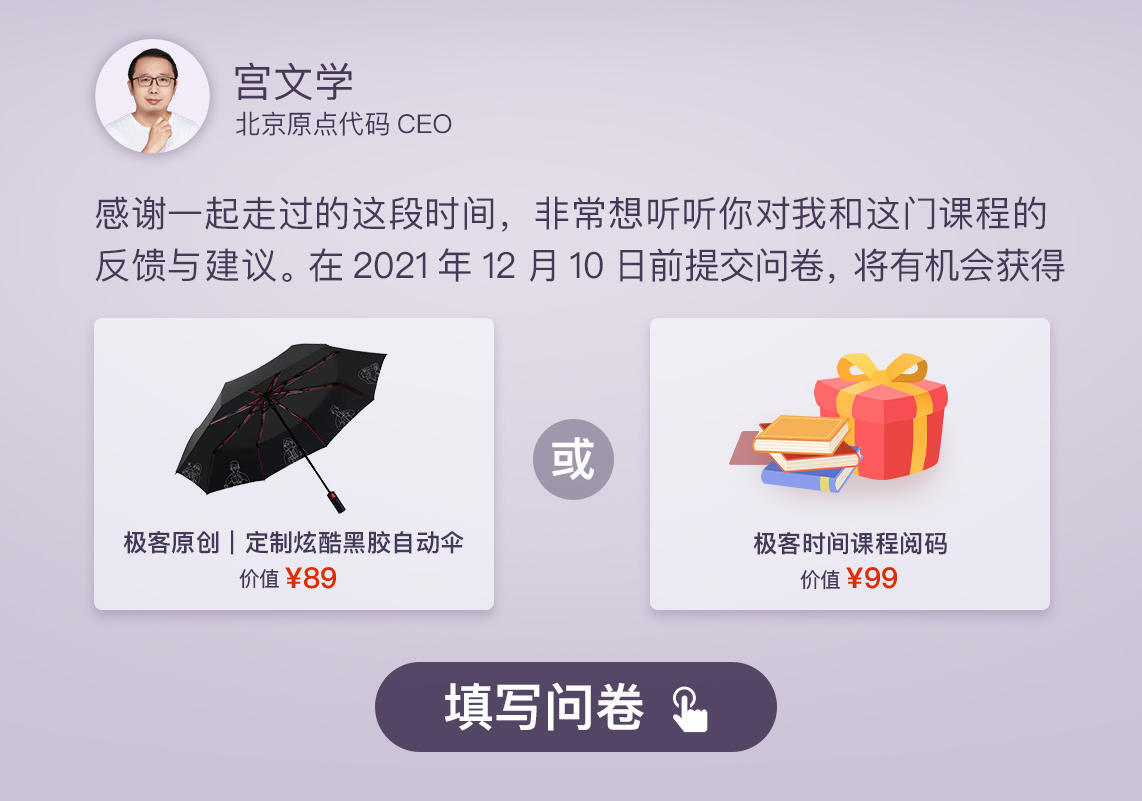 宫文学
北京原点代码 CEO
感谢一起走过的这段时间，非常想听听你对我和这门课程的
反馈与建议。在 2021 年 12 月 10 日前提交问卷，将有机会获得
或
极客原创｜定制炫酷黑胶自动伞
价值 ¥89
极客时间课程阅码
价值 ¥99
填写问卷